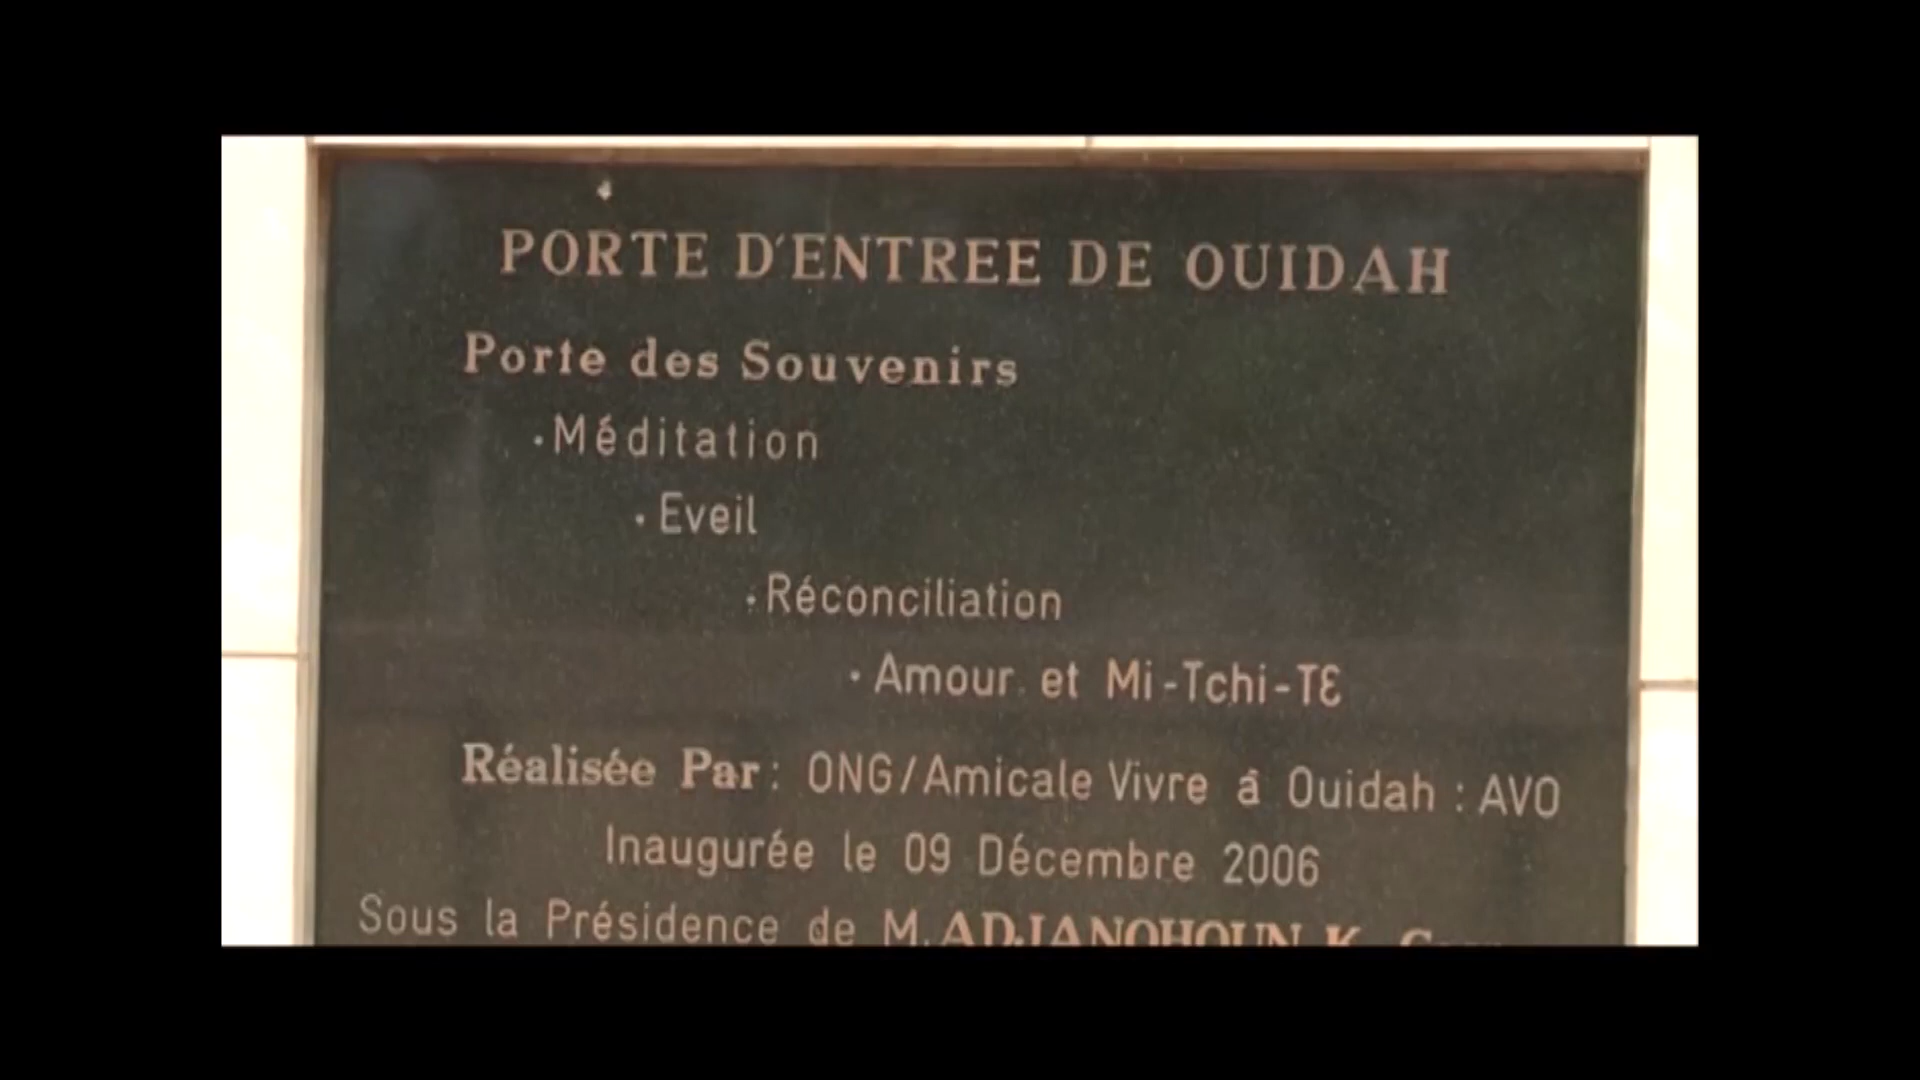 PORTE D'ENTREE DE OUIDAH
Porte des Souvenirs
·Méditation
·Eveil
·Réconciliation
·Amour et Mi-Tchi-Tɛ
Réalisée Par: ONG/Amicale Vivre à Ouidah : AVO
Inaugurée le 09 Décembre 2006
Sous la Présidence de M. ADJANOHOUN K.